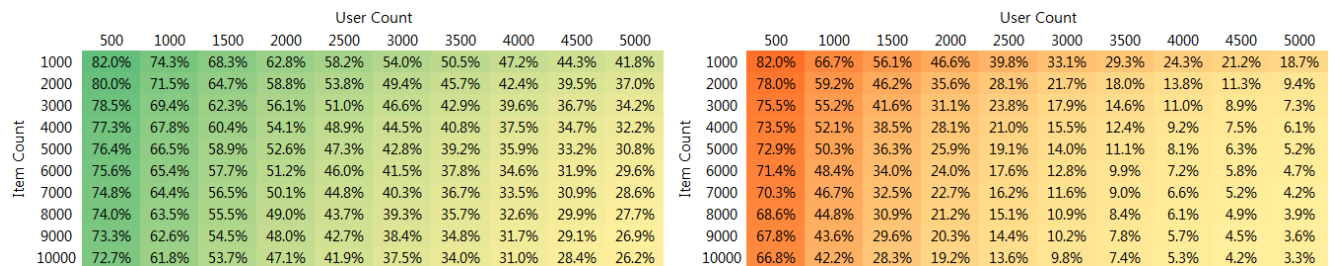 User Count
500 1000 1500 2000 2500 3000 3500 4000 4500 5000
Item Count
1000 82.0% 74.3% 68.3% 62.8% 58.2% 54.0% 50.5% 47.2% 44.3% 41.8%
2000 80.0% 71.5% 64.7% 58.8% 53.8% 49.4% 45.7% 42.4% 39.5% 37.0%
3000 78.5% 69.4% 62.3% 56.1% 51.0% 46.6% 42.9% 39.6% 36.7% 34.2%
4000 77.3% 67.8% 60.4% 54.1% 48.9% 44.5% 40.8% 37.5% 34.7% 32.2%
5000 76.4% 66.5% 58.9% 52.6% 47.3% 42.8% 39.2% 35.9% 33.2% 30.8%
6000 75.6% 65.4% 57.7% 51.2% 46.0% 41.5% 37.8% 34.6% 31.9% 29.6%
7000 74.8% 64.4% 56.5% 50.1% 44.8% 40.3% 36.7% 33.5% 30.9% 28.6%
8000 74.0% 63.5% 55.5% 49.0% 43.7% 39.3% 35.7% 32.6% 29.9% 27.7%
9000 73.3% 62.6% 54.5% 48.0% 42.7% 38.4% 34.8% 31.7% 29.1% 26.9%
10000 72.7% 61.8% 53.7% 47.1% 41.9% 37.5% 34.0% 31.0% 28.4% 26.2%
User Count
500 1000 1500 2000 2500 3000 3500 4000 4500 5000
Item Count
1000 82.0% 66.7% 56.1% 46.6% 39.8% 33.1% 29.3% 24.3% 21.2% 18.7%
2000 78.0% 59.2% 46.2% 35.6% 28.1% 21.7% 18.0% 13.8% 11.3% 9.4%
3000 75.5% 55.2% 41.6% 31.1% 23.8% 17.9% 14.6% 11.0% 8.9% 7.3%
4000 73.5% 52.1% 38.5% 28.1% 21.0% 15.5% 12.4% 9.2% 7.5% 6.1%
5000 72.9% 50.3% 36.3% 25.9% 19.1% 14.0% 11.1% 8.1% 6.3% 5.2%
6000 71.4% 48.4% 34.0% 24.0% 17.6% 12.8% 9.9% 7.2% 5.8% 4.7%
7000 70.3% 46.7% 32.5% 22.7% 16.2% 11.6% 9.0% 6.6% 5.2% 4.2%
8000 68.6% 44.8% 30.9% 21.2% 15.1% 10.9% 8.4% 6.1% 4.9% 3.9%
9000 67.8% 43.6% 29.6% 20.3% 14.4% 10.2% 7.8% 5.7% 4.5% 3.6%
10000 66.8% 42.2% 28.3% 19.2% 13.6% 9.8% 7.4% 5.3% 4.2% 3.3%